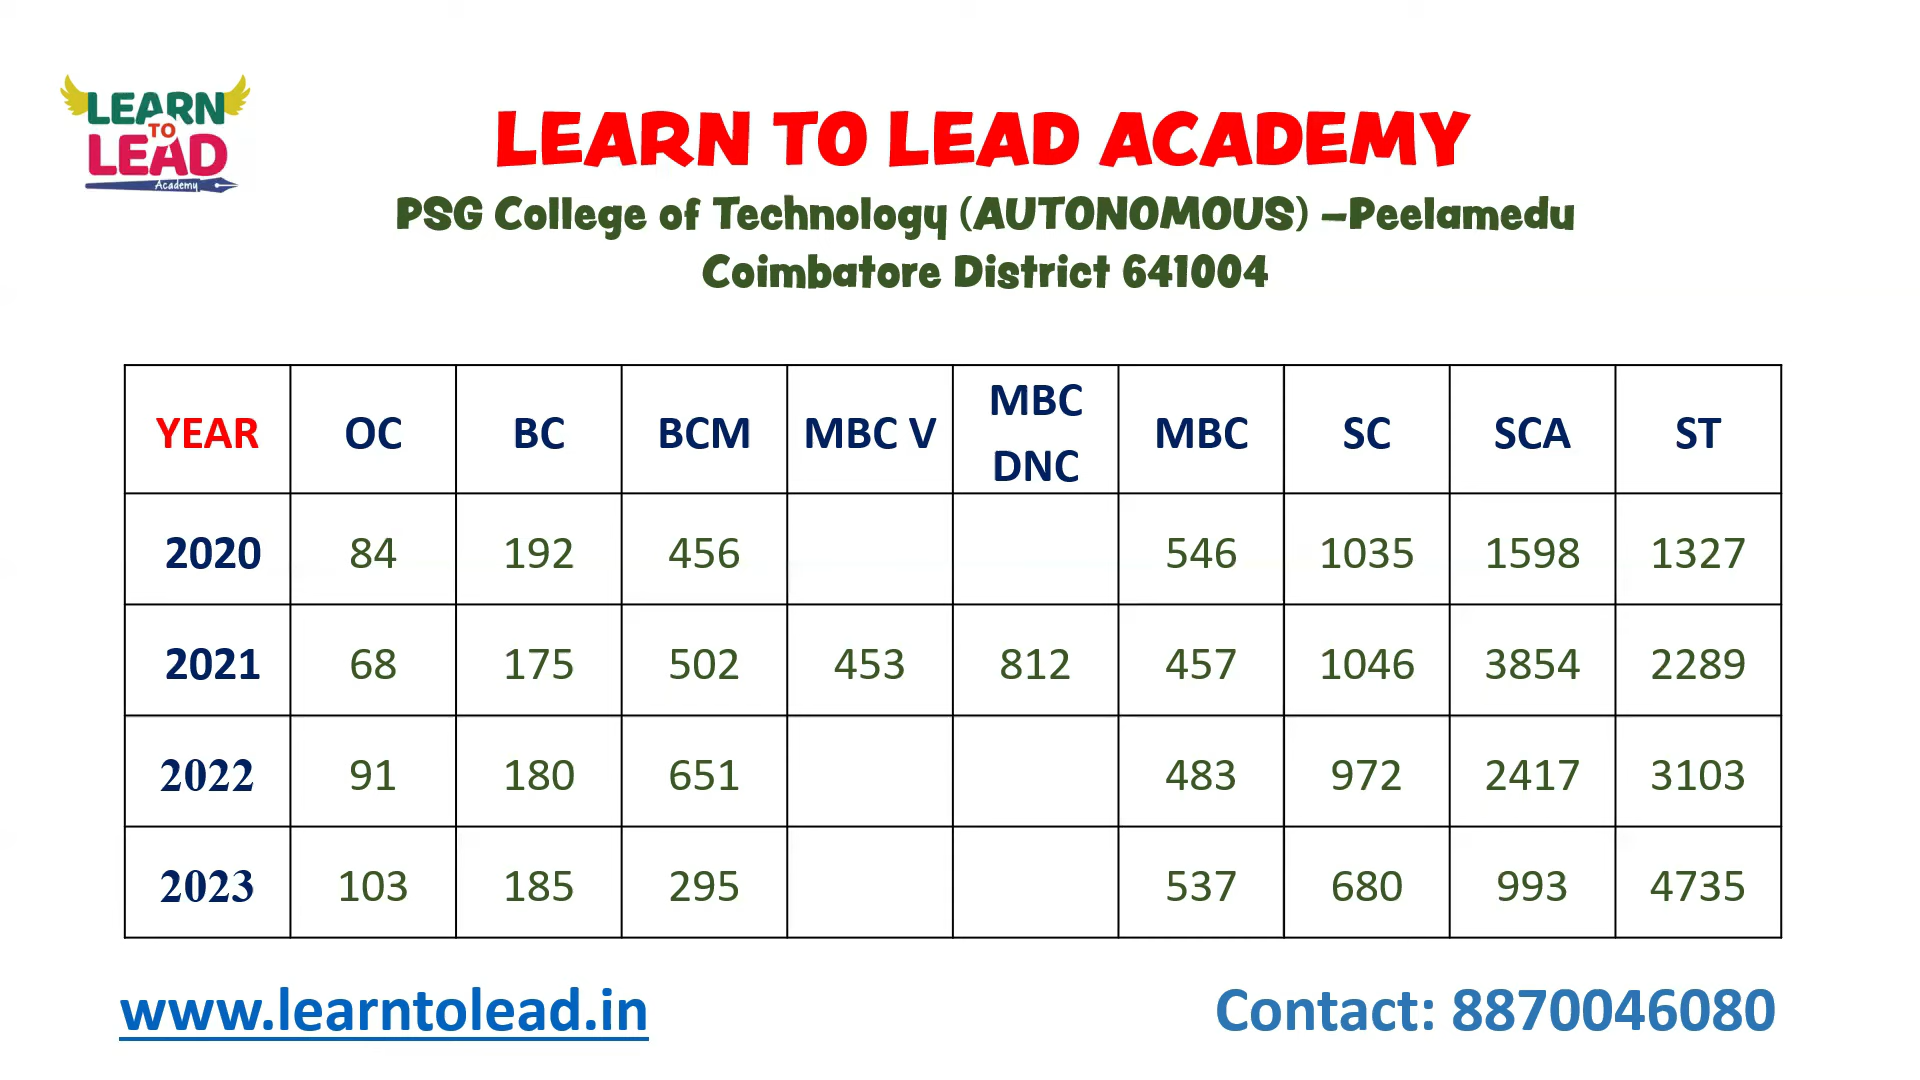 LEARN
TO
LEAD
Academy
LEARN TO LEAD ACADEMY
PSG College of Technology (AUTONOMOUS) –Peelamedu
Coimbatore District 641004
YEAR OC BC BCM MBC V MBC DNC MBC SC SCA ST
2020 84 192 456 546 1035 1598 1327
2021 68 175 502 453 812 457 1046 3854 2289
2022 91 180 651 483 972 2417 3103
2023 103 185 295 537 680 993 4735
www.learntolead.in Contact: 8870046080